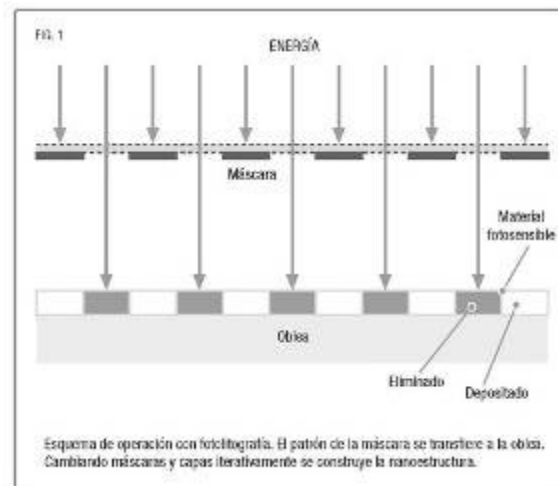 FIG. 1
ENERGÍA
Máscara
Material
fotosensible
Oblea
Eliminado
Depositado
Esquema de operación con fotolitografía. El patrón de la máscara se transfiere a la oblea.
Cambiando máscaras y capas iterativamente se construye la nanoestructura.